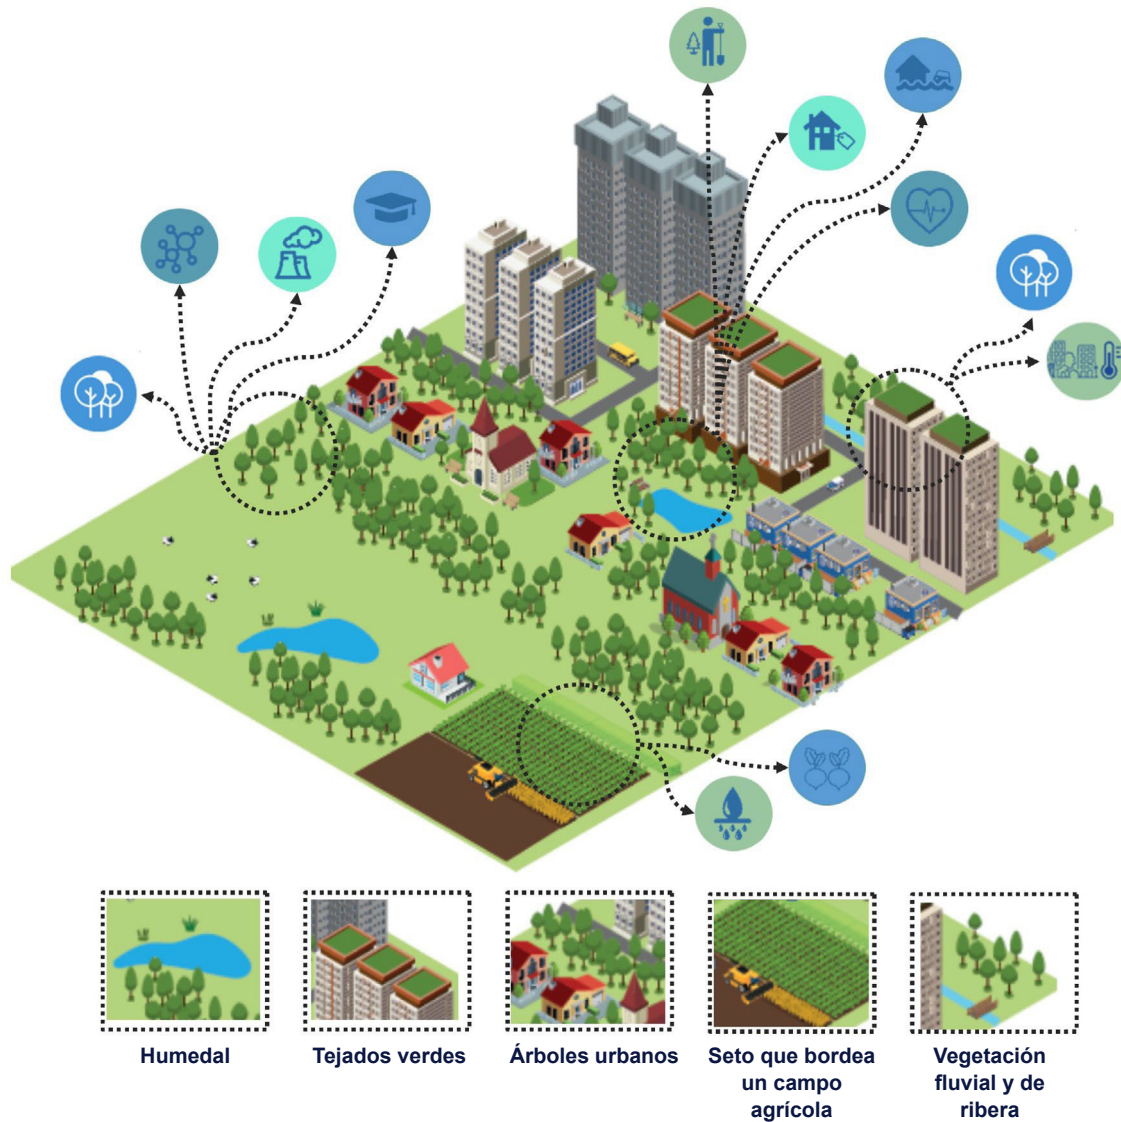 Humedal
Tejados verdes
Árboles urbanos
Seto que bordea
un campo
agrícola
Vegetación
fluvial y de
ribera